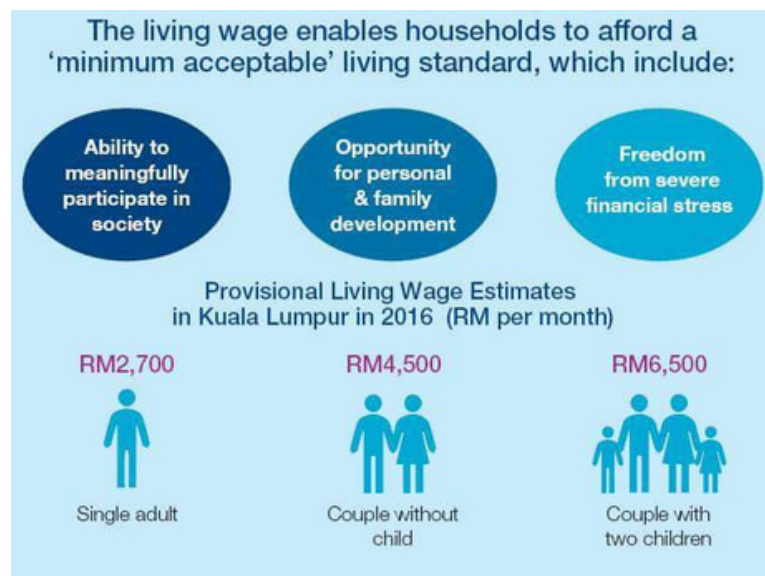 The living wage enables households to afford a
‘minimum acceptable’ living standard, which include:
Ability to
meaningfully
participate in
society
Opportunity
for personal
& family
development
Freedom
from severe
financial stress
Provisional Living Wage Estimates
in Kuala Lumpur in 2016 (RM per month)
RM2,700
Single adult
RM4,500
Couple without
child
RM6,500
Couple with
two children